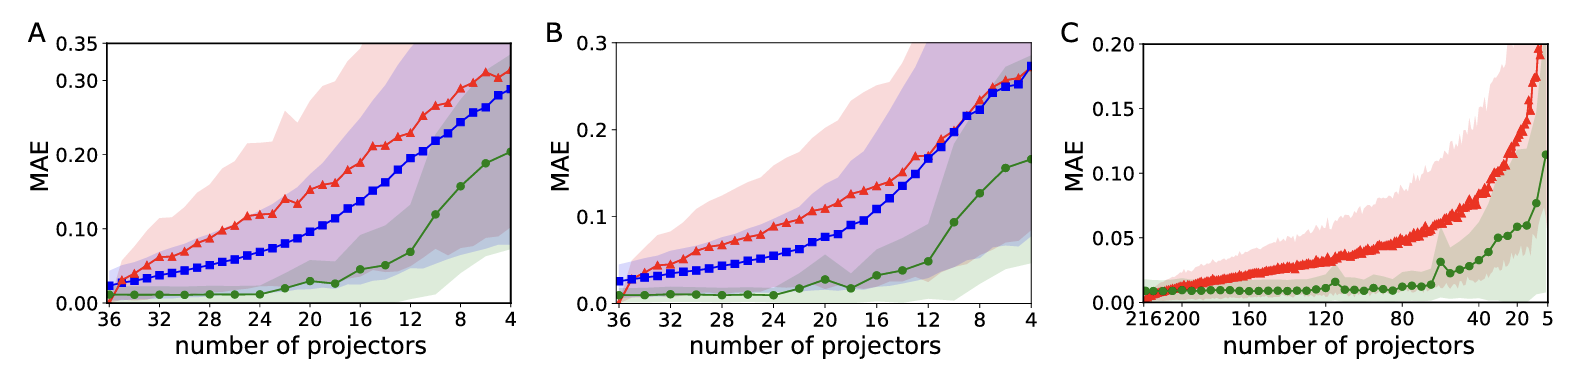 A
MAE
0.35
0.30
0.20
0.10
0.00
36 32 28 24 20 16 12 8 4
number of projectors
B
MAE
0.3
0.2
0.1
0.0
36 32 28 24 20 16 12 8 4
number of projectors
C
MAE
0.20
0.15
0.10
0.05
0.00
216 200 160 120 80 40 20 5
number of projectors